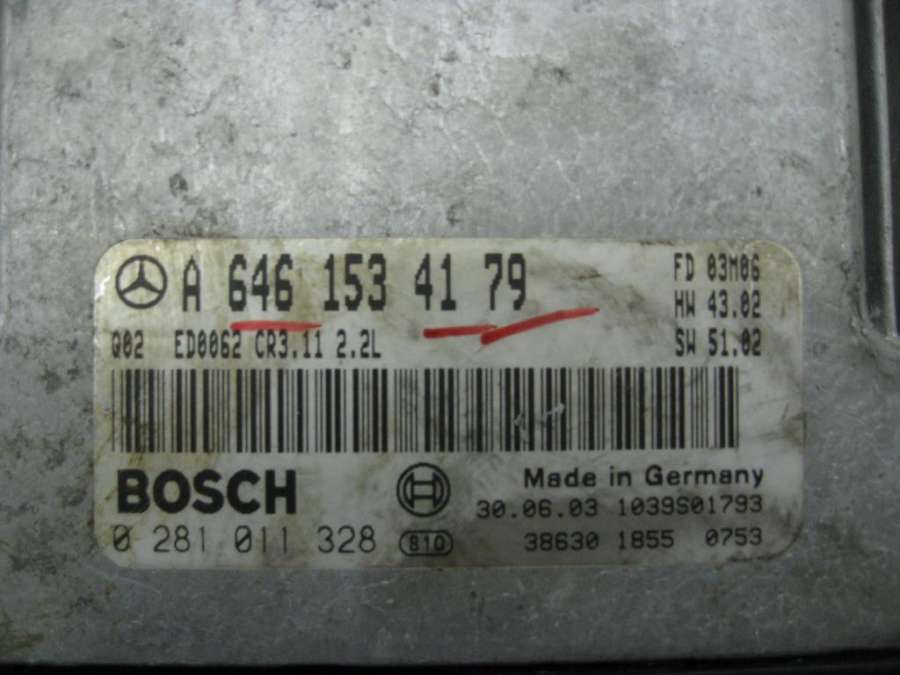 A 646 153 41 79
FD 03M06
HW 43.02
Q02 ED0062 CR3.11 2.2L
SW 51.02
BOSCH
Made in Germany
30.06.03 1039S01793
0 281 011 328 810
38630 1855 0753